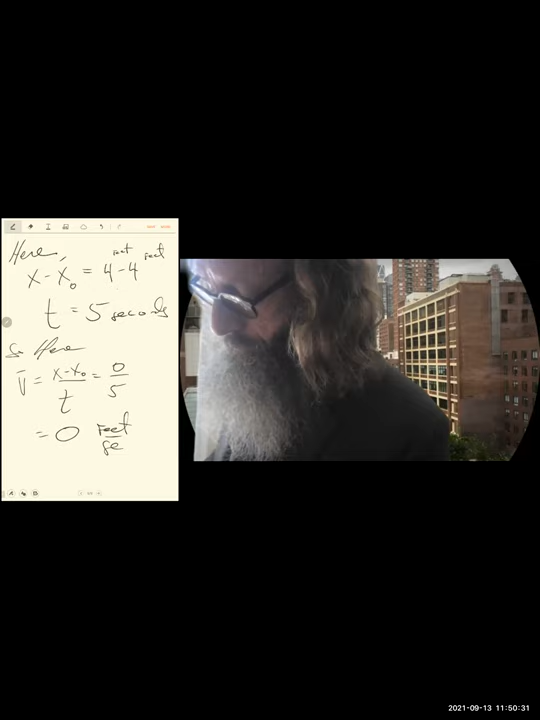 Here,
feet feet
x - x₀ = 4 - 4
t = 5 seconds
So Here
v̄ = x - x₀ / t = 0 / 5
= 0 feet / se
2021-09-13 11:50:31